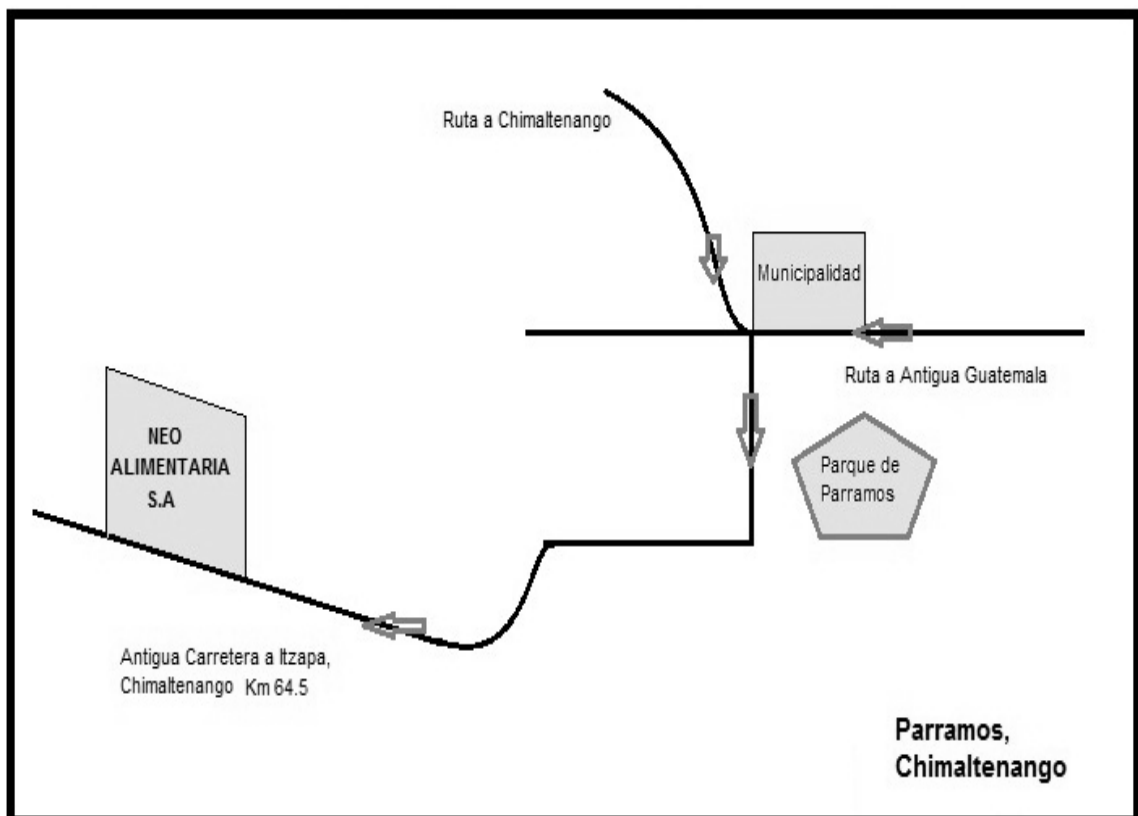 Ruta a Chimaltenango
Municipalidad
Ruta a Antigua Guatemala
NEO
ALIMENTARIA
S.A
Parque de
Parramos
Antigua Carretera a Itzapa,
Chimaltenango Km 64.5
Parramos,
Chimaltenango